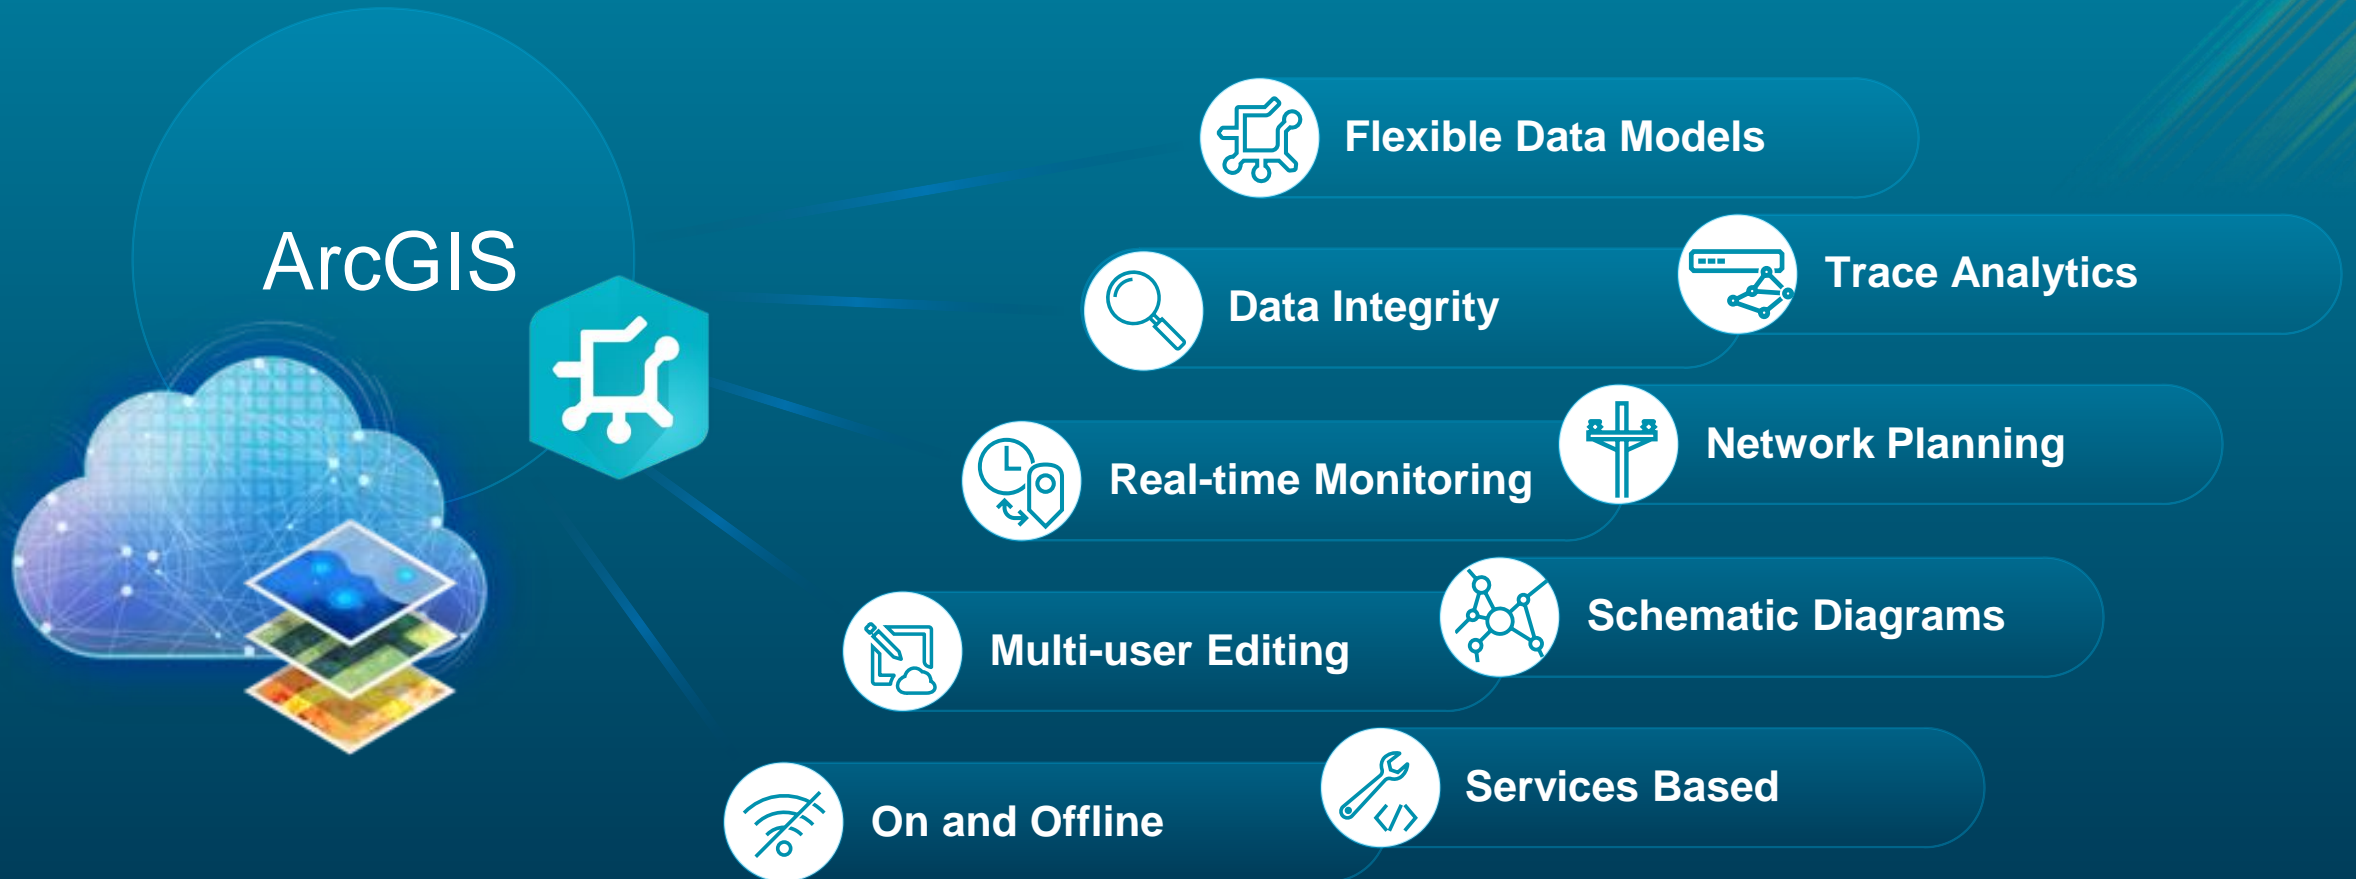 ArcGIS
Flexible Data Models
Trace Analytics
Data Integrity
Network Planning
Real-time Monitoring
Schematic Diagrams
Multi-user Editing
Services Based
On and Offline